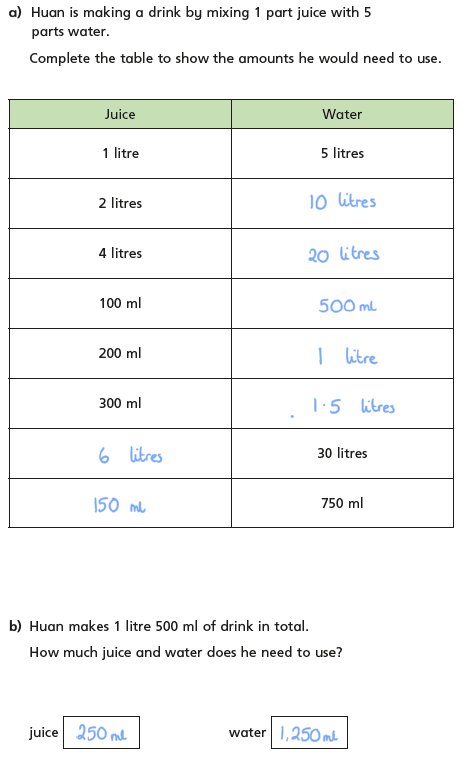 a) Huan is making a drink by mixing 1 part juice with 5
parts water.
Complete the table to show the amounts he would need to use.
Juice Water
1 litre 5 litres
2 litres 10 litres
4 litres 20 litres
100 ml 500 ml
200 ml 1 litre
300 ml 1.5 litres
6 litres 30 litres
150 ml 750 ml
b) Huan makes 1 litre 500 ml of drink in total.
How much juice and water does he need to use?
juice 250 ml water 1,250 ml